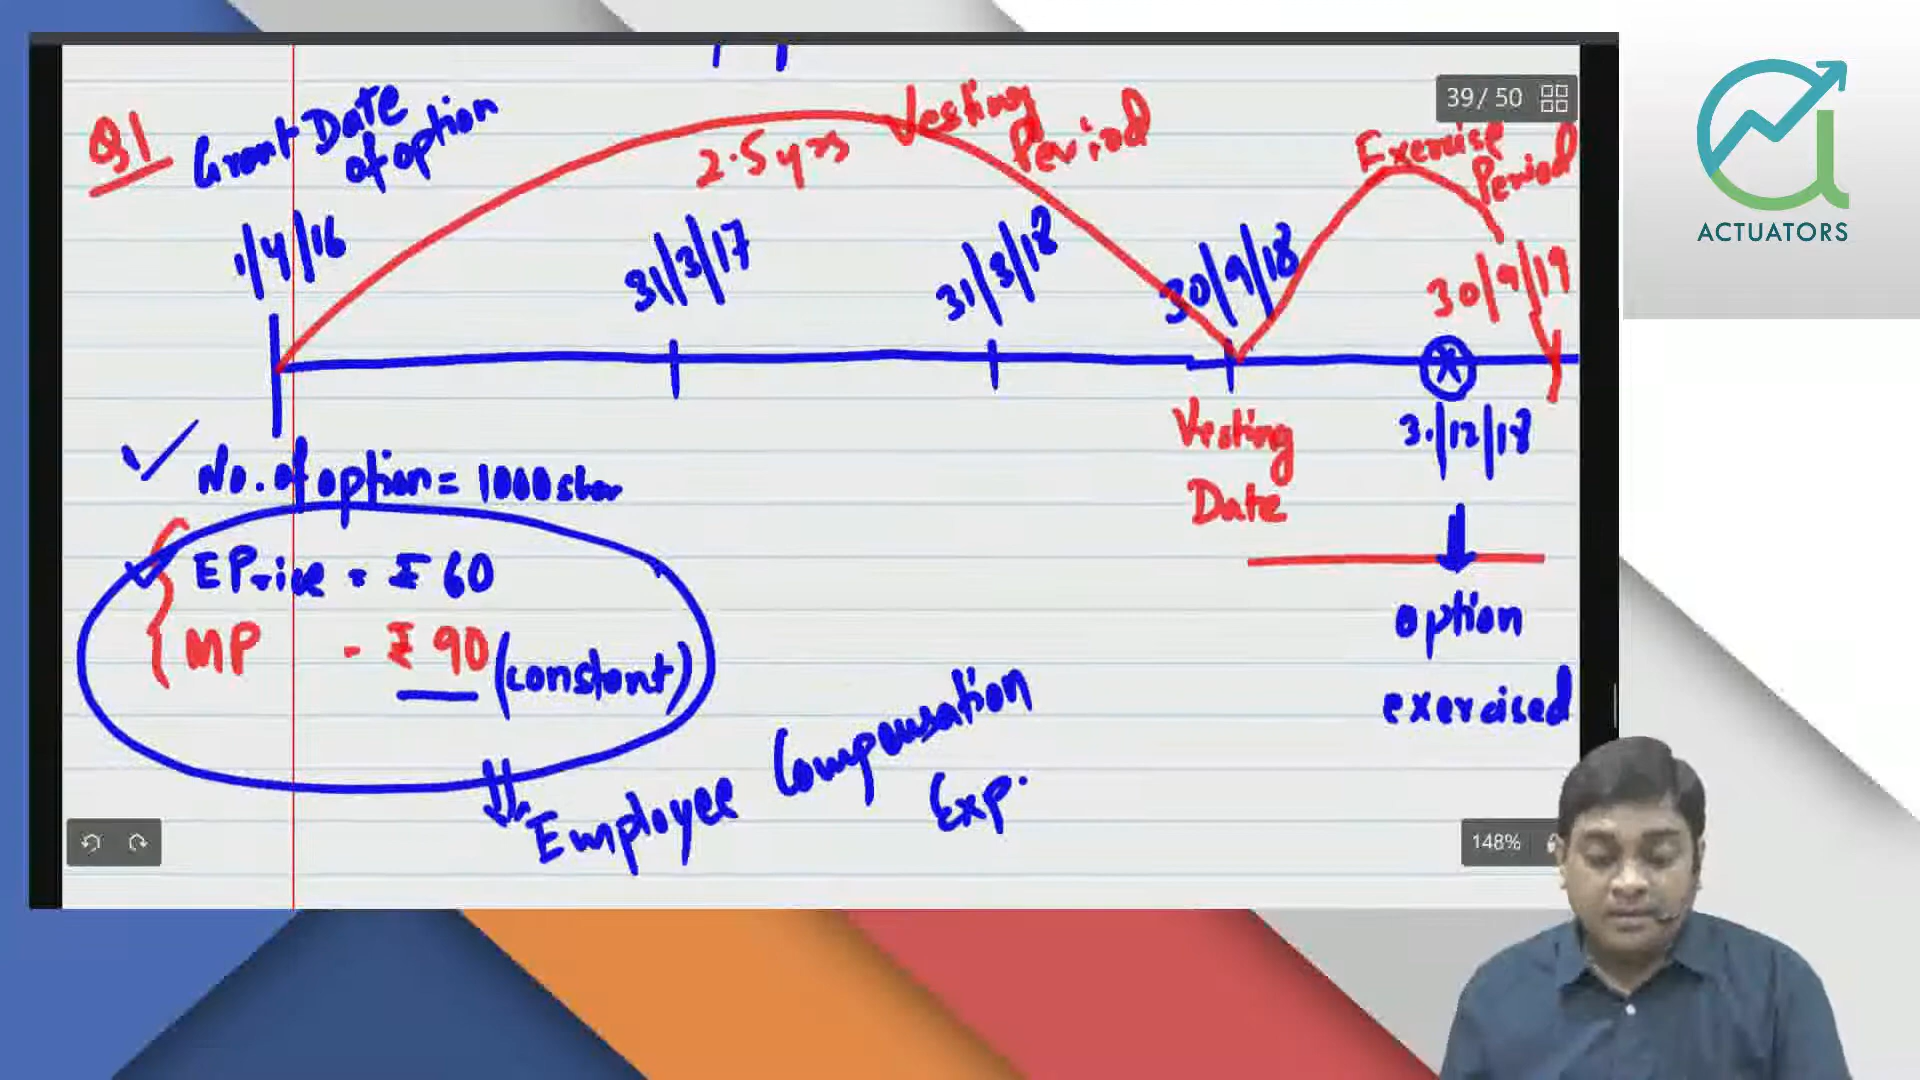 Q1 Grant Date of option
2.5 yrs
Vesting Period
Exercise Period
39 / 50
ACTUATORS
1/4/16
31/3/17
31/3/18
30/9/18
30/9/19
Vesting Date
3./12/18
No. of option = 1000 shar
EPrice = ₹ 60
MP - ₹ 90 (constant)
option
exercised
Employee Compensation Exp.
148%